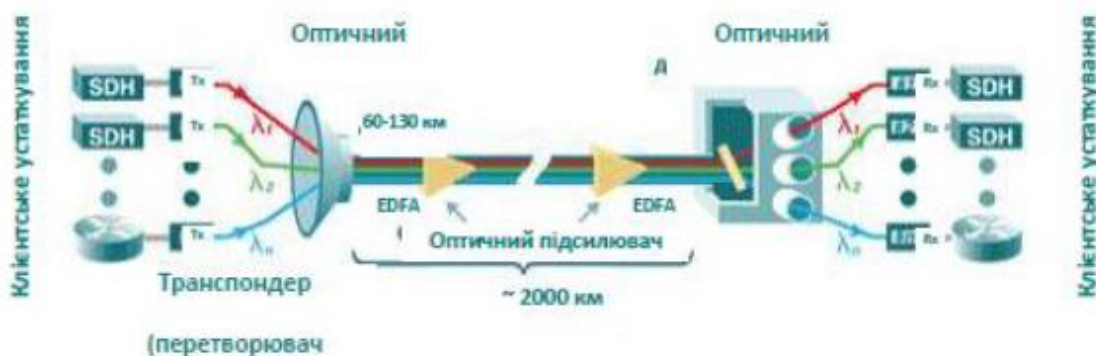 Клієнтське устаткування
Оптичний
Оптичний
Клієнтське устаткування
д
SDH
Tx
Rx
SDH
λ1
60-130 км
λ1
SDH
Tx
Rx
SDH
λ2
λ2
EDFA
EDFA
Tx
λn
Оптичний підсилювач
λn
Rx
Транспондер
~ 2000 км
(перетворювач